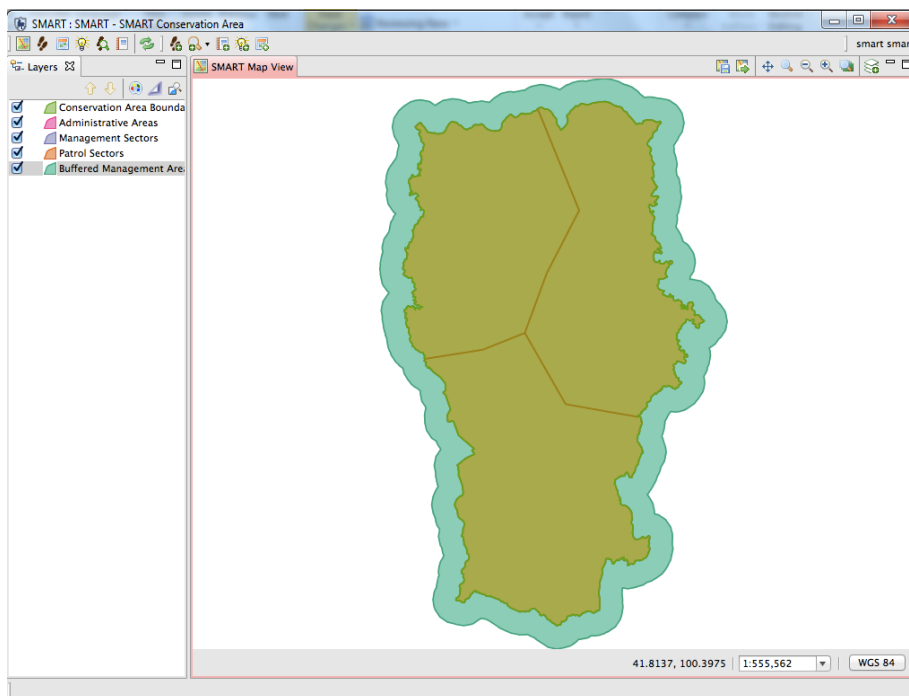 SMART : SMART - SMART Conservation Area
smart smar
Layers
SMART Map View
Conservation Area Bounda
Administrative Areas
Management Sectors
Patrol Sectors
Buffered Management Area
41.8137, 100.3975
1:555,562
WGS 84